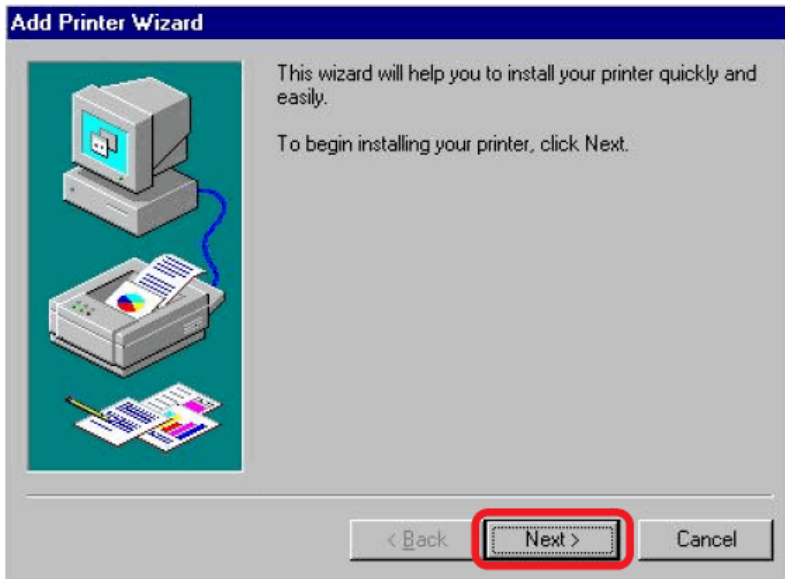 Add Printer Wizard
This wizard will help you to install your printer quickly and
easily.
To begin installing your printer, click Next.
< Back
Next >
Cancel